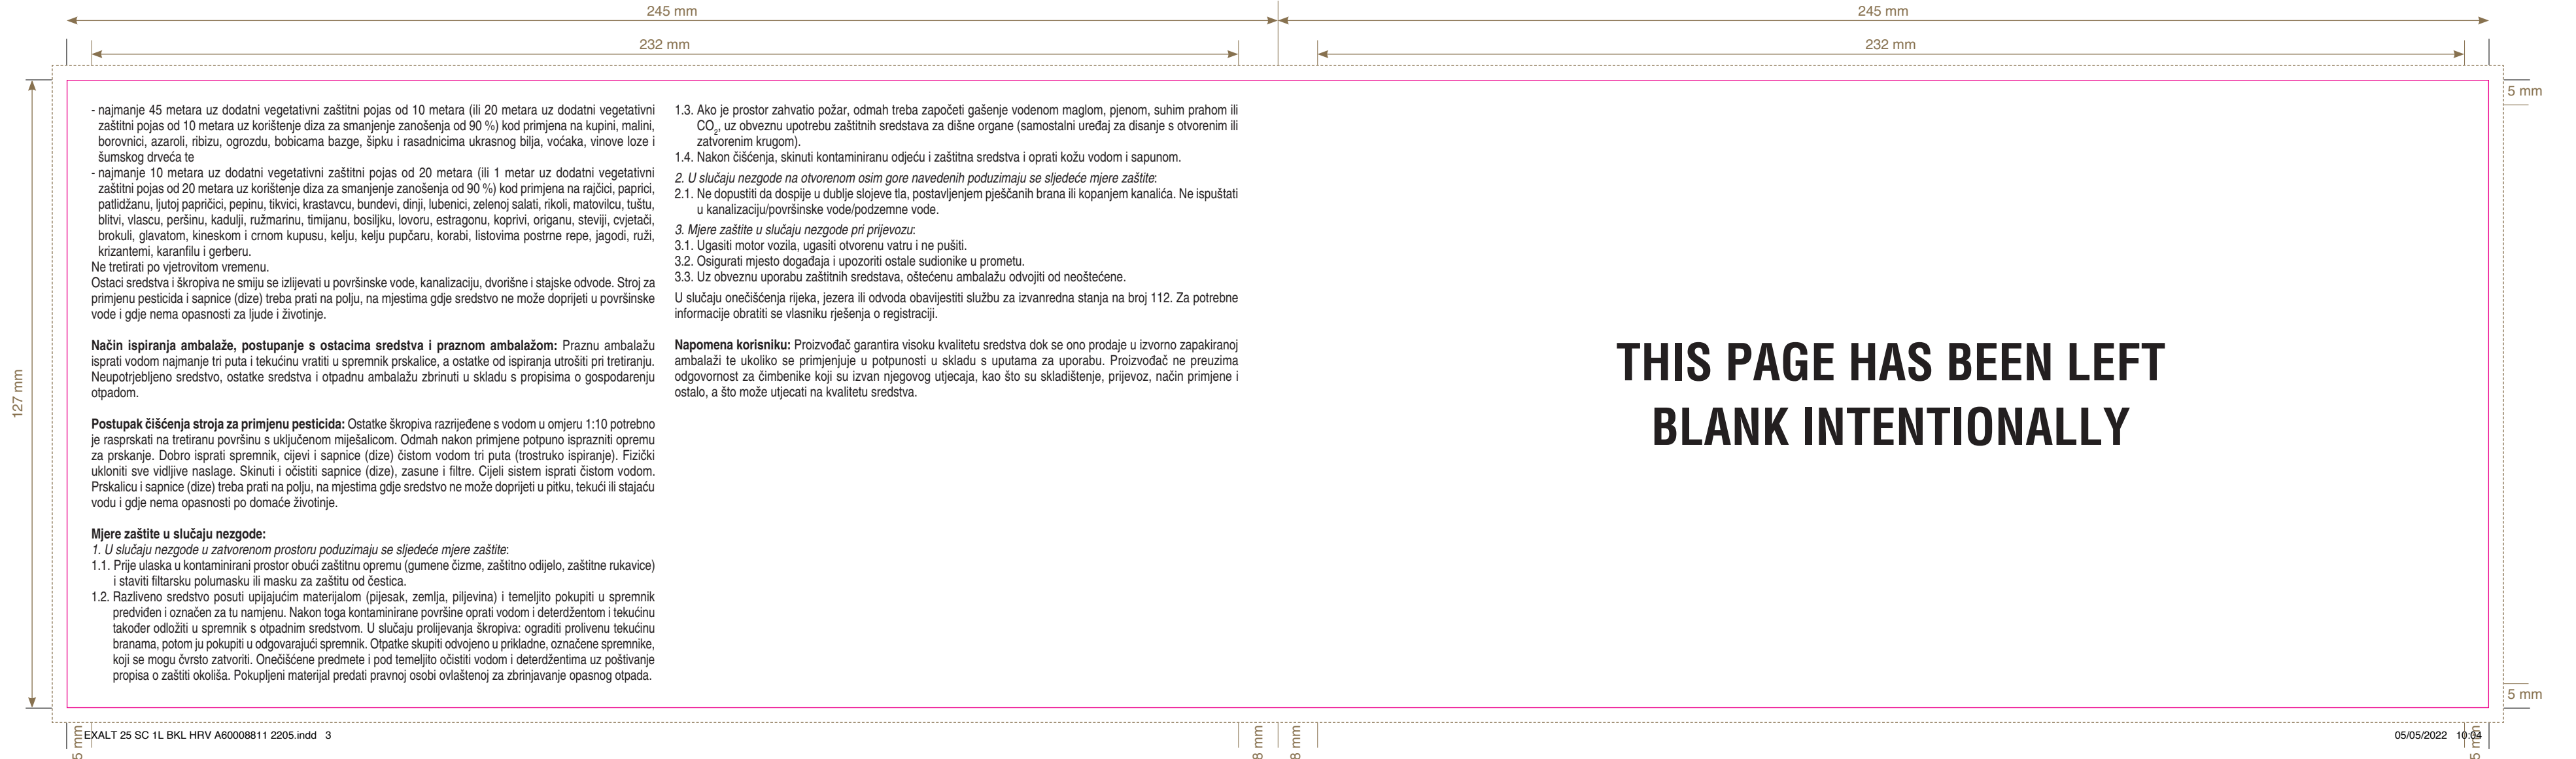 245 mm
245 mm
232 mm
232 mm
5 mm
127 mm
- najmanje 45 metara uz dodatni vegetativni zaštitni pojas od 10 metara (ili 20 metara uz dodatni vegetativni
zaštitni pojas od 10 metara uz korištenje diza za smanjenje zanošenja od 90 %) kod primjena na kupini, malini,
borovnici, azaroli, ribizu, ogrozdu, bobicama bazge, šipku i rasadnicima ukrasnog bilja, voćaka, vinove loze i
šumskog drveća te
- najmanje 10 metara uz dodatni vegetativni zaštitni pojas od 20 metara (ili 1 metar uz dodatni vegetativni
zaštitni pojas od 20 metara uz korištenje diza za smanjenje zanošenja od 90 %) kod primjena na rajčici, paprici,
patlidžanu, ljutoj papričici, pepinu, tikvici, krastavcu, bundevi, dinji, lubenici, zelenoj salati, rikoli, matovilcu, tuštu,
blitvi, vlascu, peršinu, kadulji, ružmarinu, timijanu, bosiljku, lovoru, estragonu, koprivi, origanu, steviji, cvjetači,
brokuli, glavatom, kineskom i crnom kupusu, kelju, kelju pupčaru, korabi, listovima postrne repe, jagodi, ruži,
krizantemi, karanfilu i gerberu.
Ne tretirati po vjetrovitom vremenu.
Ostaci sredstva i škropiva ne smiju se izlijevati u površinske vode, kanalizaciju, dvorišne i stajske odvode. Stroj za
primjenu pesticida i sapnice (dize) treba prati na polju, na mjestima gdje sredstvo ne može doprijeti u površinske
vode i gdje nema opasnosti za ljude i životinje.
Način ispiranja ambalaže, postupanje s ostacima sredstva i praznom ambalažom: Praznu ambalažu
isprati vodom najmanje tri puta i tekućinu vratiti u spremnik prskalice, a ostatke od ispiranja utrošiti pri tretiranju.
Neupotrjebljeno sredstvo, ostatke sredstva i otpadnu ambalažu zbrinuti u skladu s propisima o gospodarenju
otpadom.
Postupak čišćenja stroja za primjenu pesticida: Ostatke škropiva razrijeđene s vodom u omjeru 1:10 potrebno
je rasprskati na tretiranu površinu s uključenom miješalicom. Odmah nakon primjene potpuno isprazniti opremu
za prskanje. Dobro isprati spremnik, cijevi i sapnice (dize) čistom vodom tri puta (trostruko ispiranje). Fizički
ukloniti sve vidljive naslage. Skinuti i očistiti sapnice (dize), zasune i filtre. Cijeli sistem isprati čistom vodom.
Prskalicu i sapnice (dize) treba prati na polju, na mjestima gdje sredstvo ne može doprijeti u pitku, tekući ili stajaću
vodu i gdje nema opasnosti po domaće životinje.
Mjere zaštite u slučaju nezgode:
1. U slučaju nezgode u zatvorenom prostoru poduzimaju se sljedeće mjere zaštite:
1.1. Prije ulaska u kontaminirani prostor obući zaštitnu opremu (gumene čizme, zaštitno odijelo, zaštitne rukavice)
i staviti filtarsku polumasku ili masku za zaštitu od čestica.
1.2. Razliveno sredstvo posuti upijajućim materijalom (pijesak, zemlja, piljevina) i temeljito pokupiti u spremnik
predviđen i označen za tu namjenu. Nakon toga kontaminirane površine oprati vodom i deterdžentom i tekućinu
također odložiti u spremnik s otpadnim sredstvom. U slučaju prolijevanja škropiva: ograditi prolivenu tekućinu
branama, potom ju pokupiti u odgovarajući spremnik. Otpatke skupiti odvojeno u prikladne, označene spremnike,
koji se mogu čvrsto zatvoriti. Onečišćene predmete i pod temeljito očistiti vodom i deterdžentima uz poštivanje
propisa o zaštiti okoliša. Pokupljeni materijal predati pravnoj osobi ovlaštenoj za zbrinjavanje opasnog otpada.
1.3. Ako je prostor zahvatio požar, odmah treba započeti gašenje vodenom maglom, pjenom, suhim prahom ili
CO2, uz obveznu upotrebu zaštitnih sredstava za dišne organe (samostalni uređaj za disanje s otvorenim ili
zatvorenim krugom).
1.4. Nakon čišćenja, skinuti kontaminiranu odjeću i zaštitna sredstva i oprati kožu vodom i sapunom.
2. U slučaju nezgode na otvorenom osim gore navedenih poduzimaju se sljedeće mjere zaštite:
2.1. Ne dopustiti da dospije u dublje slojeve tla, postavljenjem pješčanih brana ili kopanjem kanalića. Ne ispuštati
u kanalizaciju/površinske vode/podzemne vode.
3. Mjere zaštite u slučaju nezgode pri prijevozu:
3.1. Ugasiti motor vozila, ugasiti otvorenu vatru i ne pušiti.
3.2. Osigurati mjesto događaja i upozoriti ostale sudionike u prometu.
3.3. Uz obveznu uporabu zaštitnih sredstava, oštećenu ambalažu odvojiti od neoštećene.
U slučaju onečišćenja rijeka, jezera ili odvoda obavijestiti službu za izvanredna stanja na broj 112. Za potrebne
informacije obratiti se vlasniku rješenja o registraciji.
Napomena korisniku: Proizvođač garantira visoku kvalitetu sredstva dok se ono prodaje u izvorno zapakiranoj
ambalaži te ukoliko se primjenjuje u potpunosti u skladu s uputama za uporabu. Proizvođač ne preuzima
odgovornost za čimbenike koji su izvan njegovog utjecaja, kao što su skladištenje, prijevoz, način primjene i
ostalo, a što može utjecati na kvalitetu sredstva.
THIS PAGE HAS BEEN LEFT
BLANK INTENTIONALLY
5 mm
EXALT 25 SC 1L BKL HRV A60008811 2205.indd 3
05/05/2022 10:04
5 mm
8 mm
8 mm
5 mm